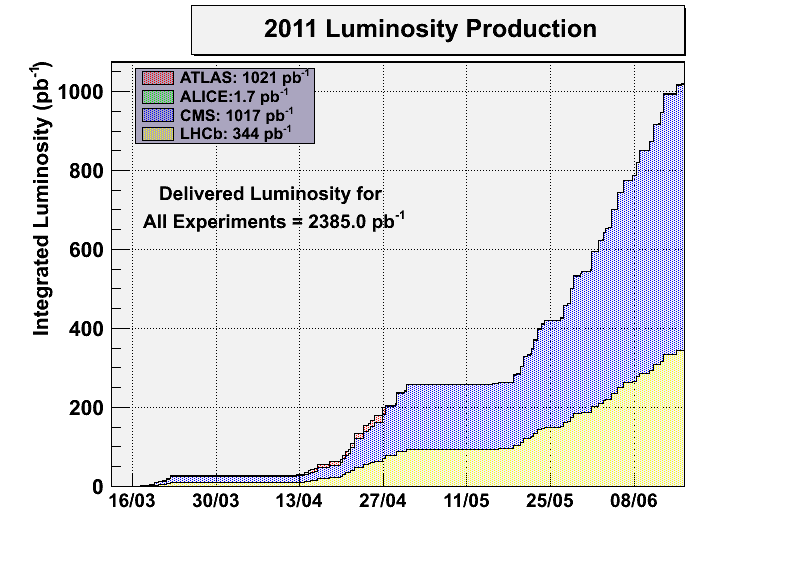 2011 Luminosity Production
Integrated Luminosity (pb⁻¹)
1000
800
600
400
200
0
ATLAS: 1021 pb⁻¹
ALICE:1.7 pb⁻¹
CMS: 1017 pb⁻¹
LHCb: 344 pb⁻¹
Delivered Luminosity for
All Experiments = 2385.0 pb⁻¹
16/03 30/03 13/04 27/04 11/05 25/05 08/06